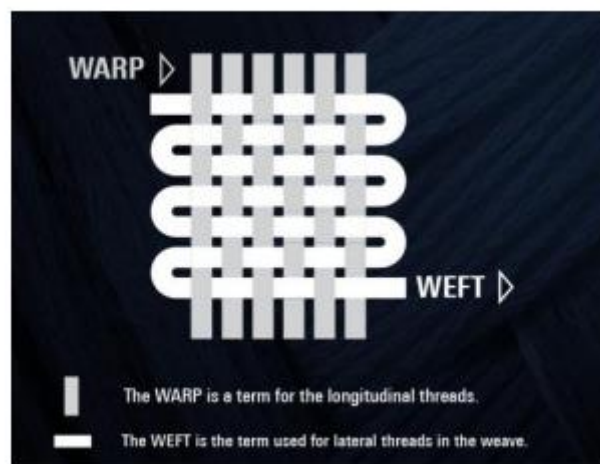 WARP
WEFT
The WARP is a term for the longitudinal threads.
The WEFT is the term used for lateral threads in the weave.